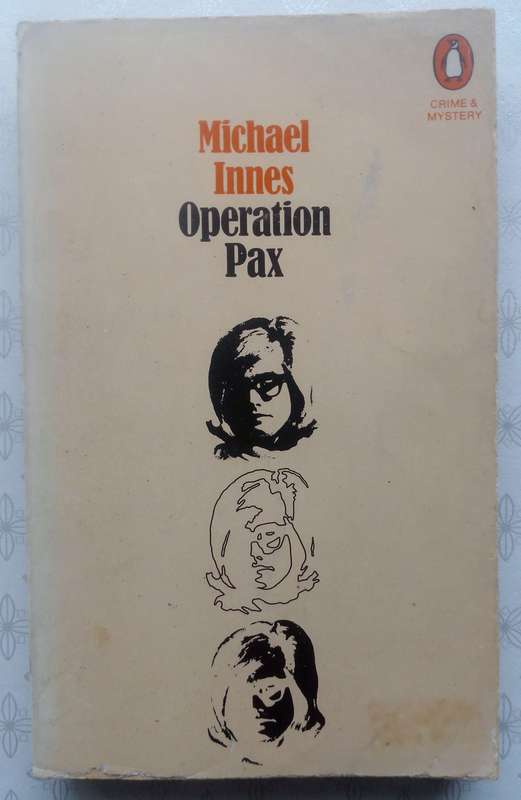 CRIME &
MYSTERY
Michael
Innes
Operation
Pax